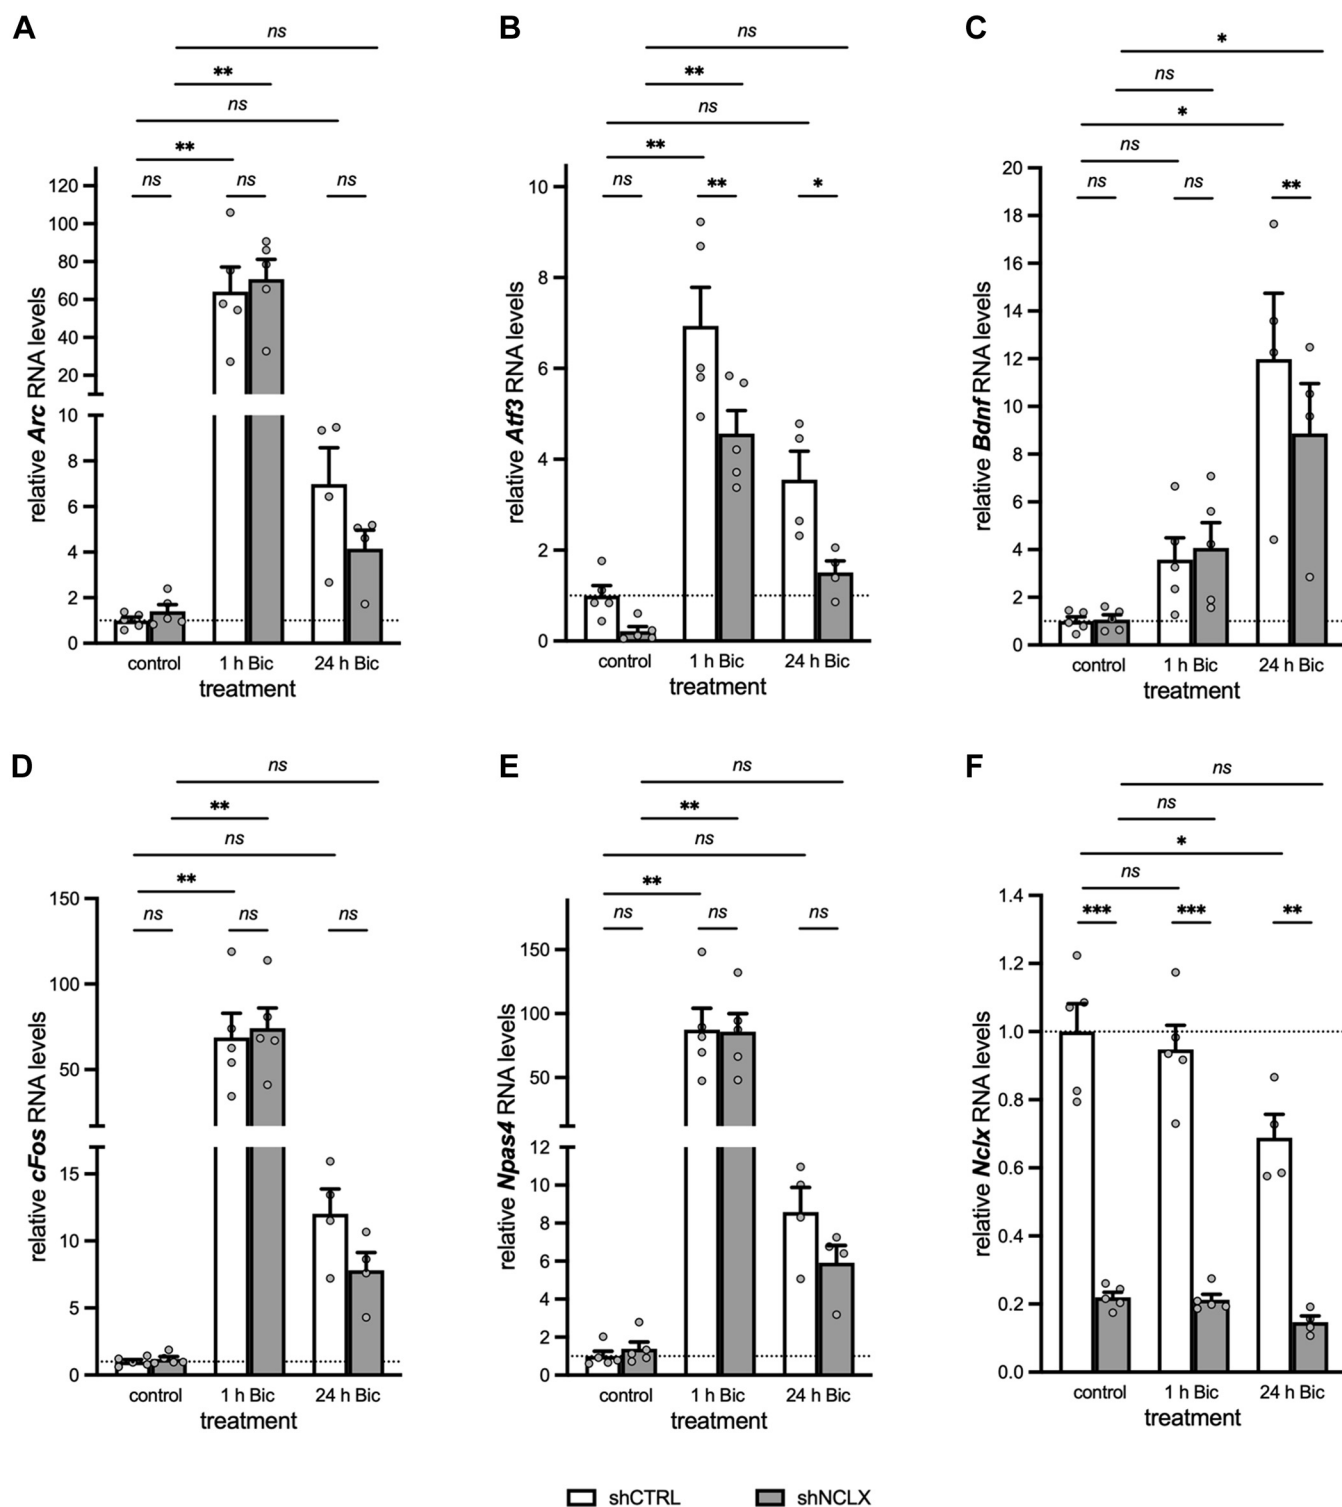 A
ns
**
ns
**
ns
ns
ns
relative Arc RNA levels
120
100
80
60
40
20
10
8
6
4
2
0
control
1 h Bic
24 h Bic
treatment
B
ns
**
ns
**
ns
**
*
relative Atf3 RNA levels
10
8
6
4
2
0
control
1 h Bic
24 h Bic
treatment
C
*
ns
*
ns
ns
ns
**
relative Bdnf RNA levels
20
18
16
14
12
10
8
6
4
2
0
control
1 h Bic
24 h Bic
treatment
D
ns
**
ns
**
ns
ns
ns
relative cFos RNA levels
150
100
50
15
10
5
0
control
1 h Bic
24 h Bic
treatment
E
ns
**
ns
**
ns
ns
ns
relative Npas4 RNA levels
150
100
50
12
10
8
6
4
2
0
control
1 h Bic
24 h Bic
treatment
F
ns
ns
*
ns
***
***
**
relative Nclx RNA levels
1.4
1.2
1.0
0.8
0.6
0.4
0.2
0.0
control
1 h Bic
24 h Bic
treatment
shCTRL
shNCLX